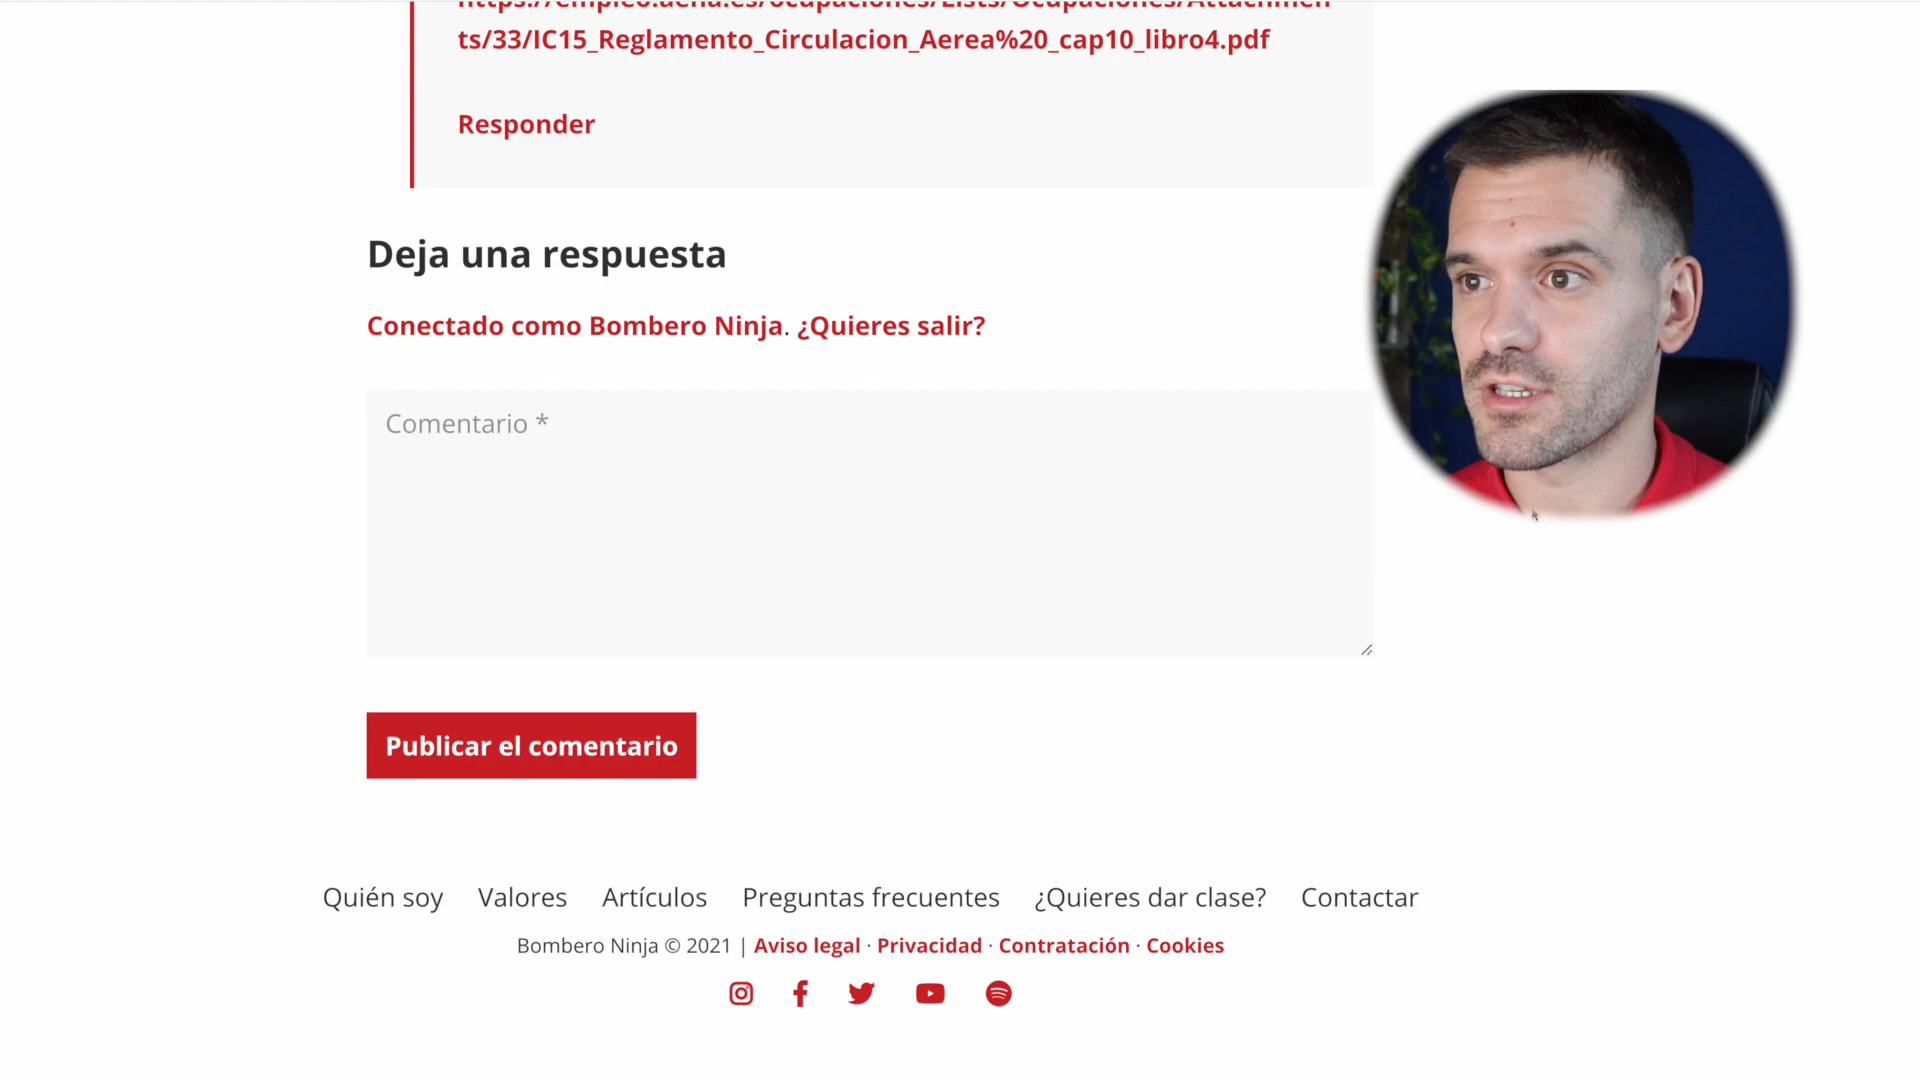 https://empleo.aena.es/ocupaciones/Lists/Ocupaciones/Attachmen
ts/33/IC15_Reglamento_Circulacion_Aerea%20_cap10_libro4.pdf
Responder
Deja una respuesta
Conectado como Bombero Ninja. ¿Quieres salir?
Comentario *
Publicar el comentario
Quién soy Valores Artículos Preguntas frecuentes ¿Quieres dar clase? Contactar
Bombero Ninja © 2021 | Aviso legal · Privacidad · Contratación · Cookies